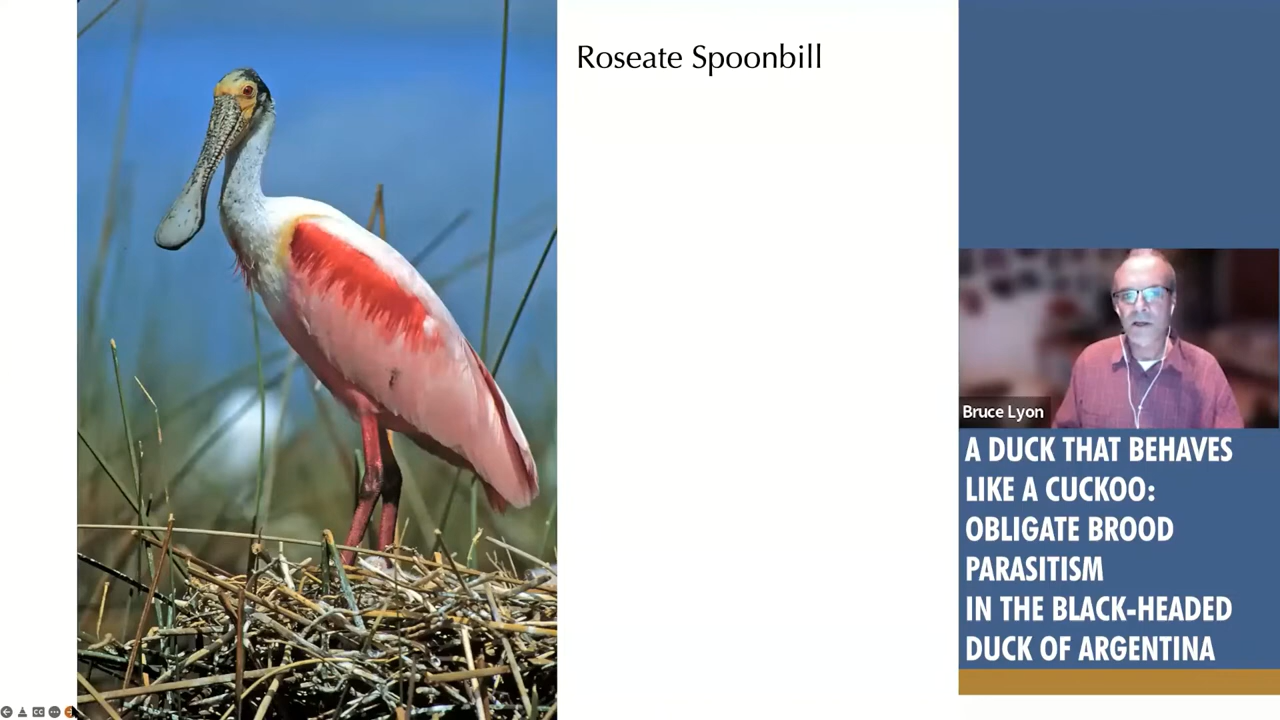 Roseate Spoonbill
Bruce Lyon
A DUCK THAT BEHAVES
LIKE A CUCKOO:
OBLIGATE BROOD
PARASITISM
IN THE BLACK-HEADED
DUCK OF ARGENTINA
CC